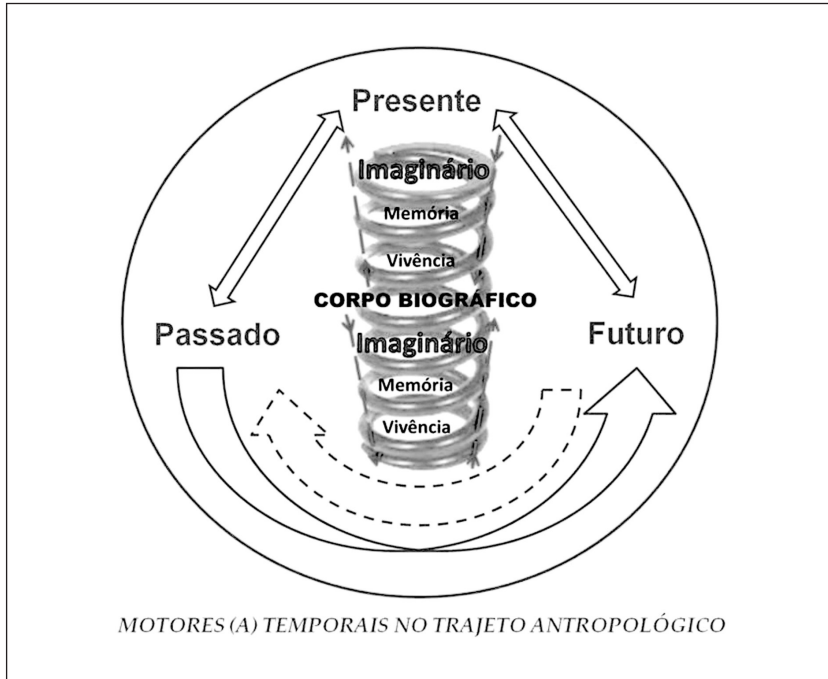 Presente
Imaginário
Memória
Vivência
CORPO BIOGRÁFICO
Passado
Futuro
Imaginário
Memória
Vivência
MOTORES (A) TEMPORAIS NO TRAJETO ANTROPOLÓGICO